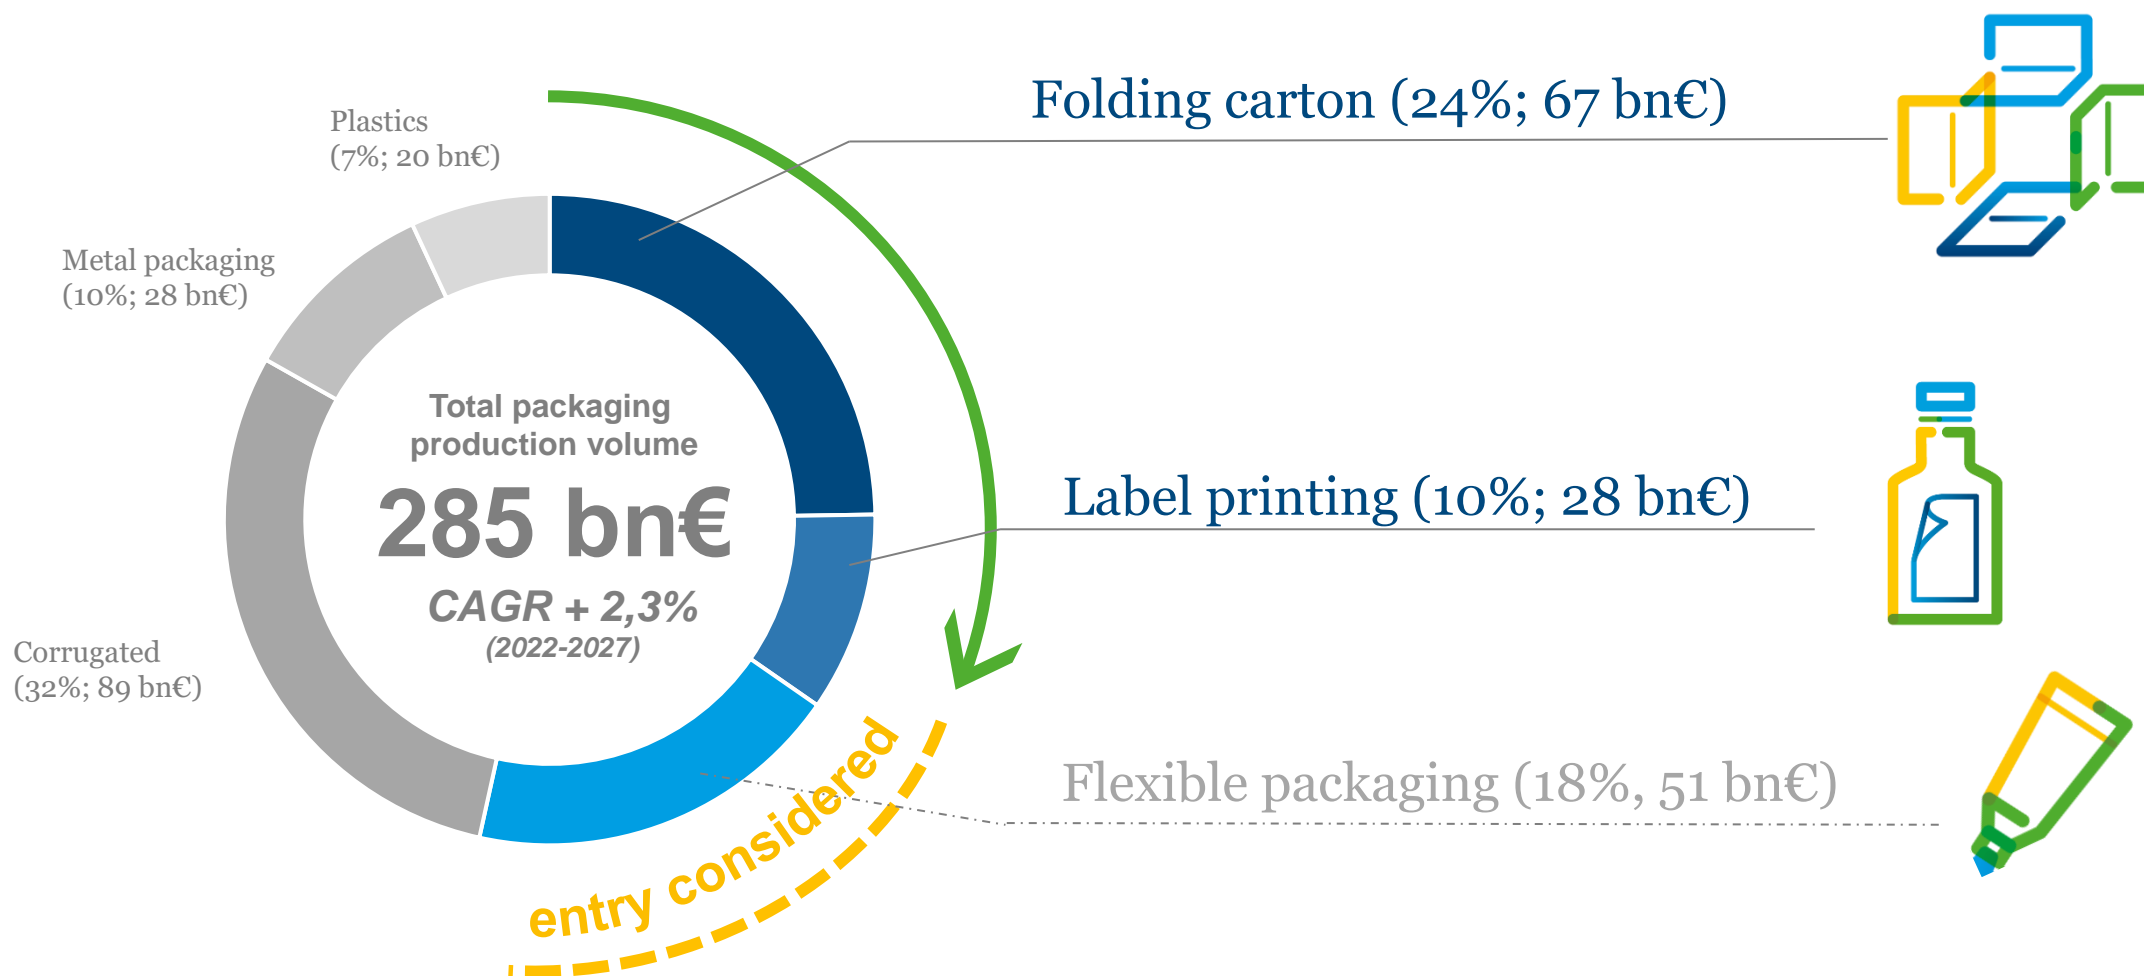 Folding carton (24%; 67 bn€)
Plastics
(7%; 20 bn€)
Metal packaging
(10%; 28 bn€)
Total packaging
production volume
285 bn€
CAGR + 2,3%
(2022-2027)
Label printing (10%; 28 bn€)
Corrugated
(32%; 89 bn€)
Flexible packaging (18%, 51 bn€)
entry considered